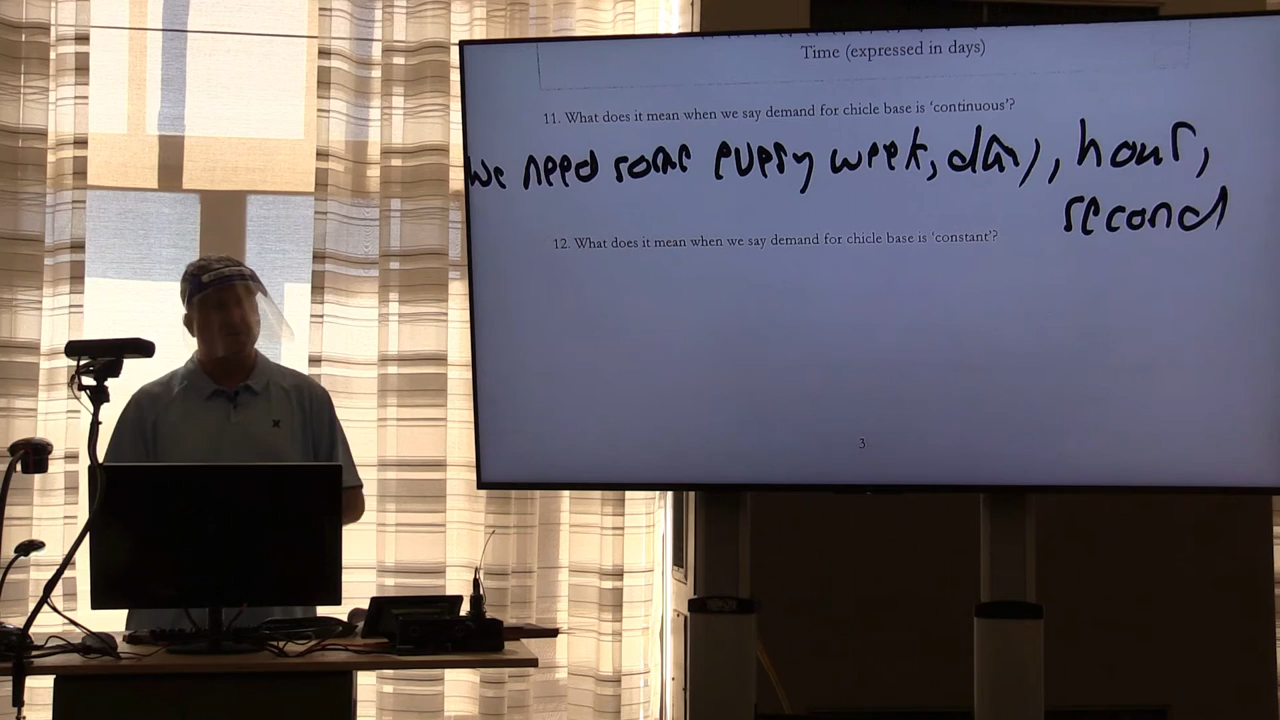 Time (expressed in days)
11. What does it mean when we say demand for chicle base is ‘continuous’?
we need some every week, day, hour,
second
12. What does it mean when we say demand for chicle base is ‘constant’?
3